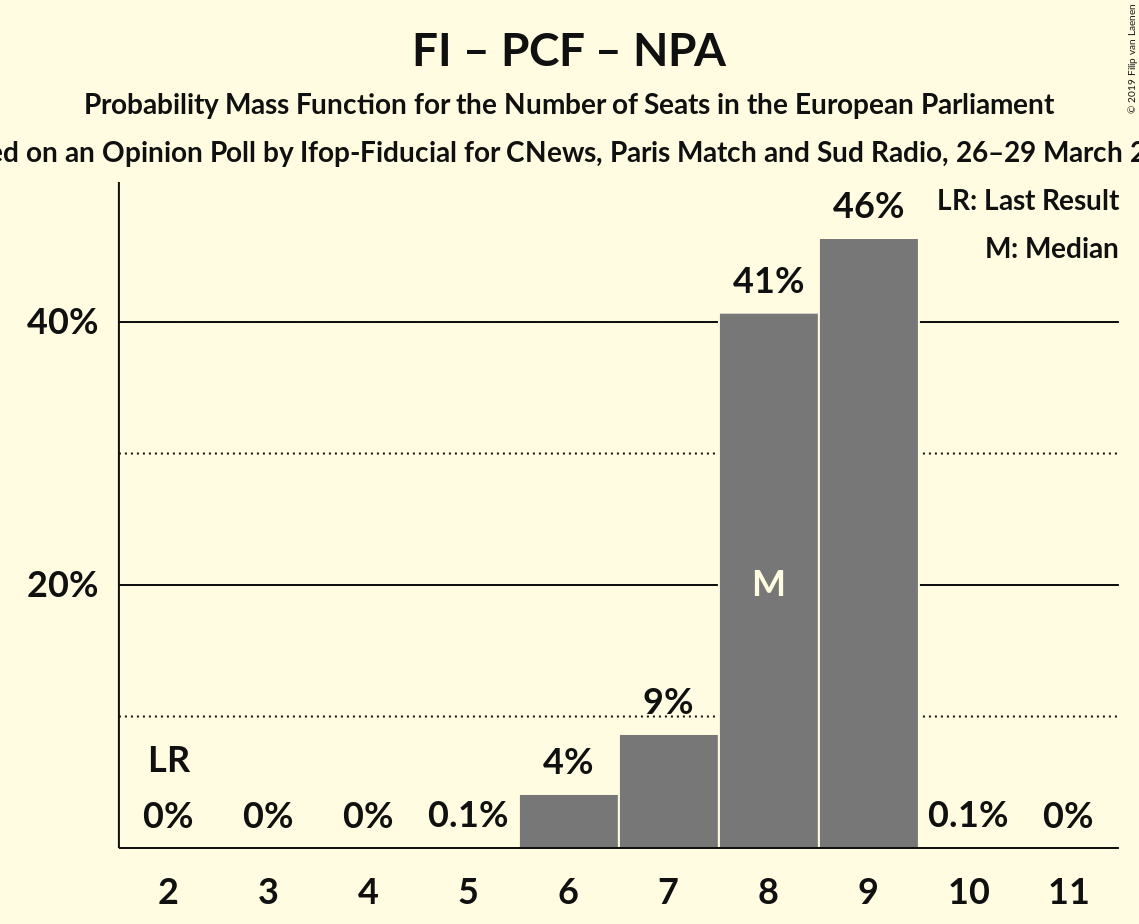 FI – PCF – NPA
Probability Mass Function for the Number of Seats in the European Parliament
on an Opinion Poll by Ifop-Fiducial for CNews, Paris Match and Sud Radio, 26–29 March
© 2019 Filip van Laenen
LR: Last Result
M: Median
46%
41%
40%
20%
M
9%
4%
LR
0% 0% 0% 0.1% 0.1% 0%
2 3 4 5 6 7 8 9 10 11